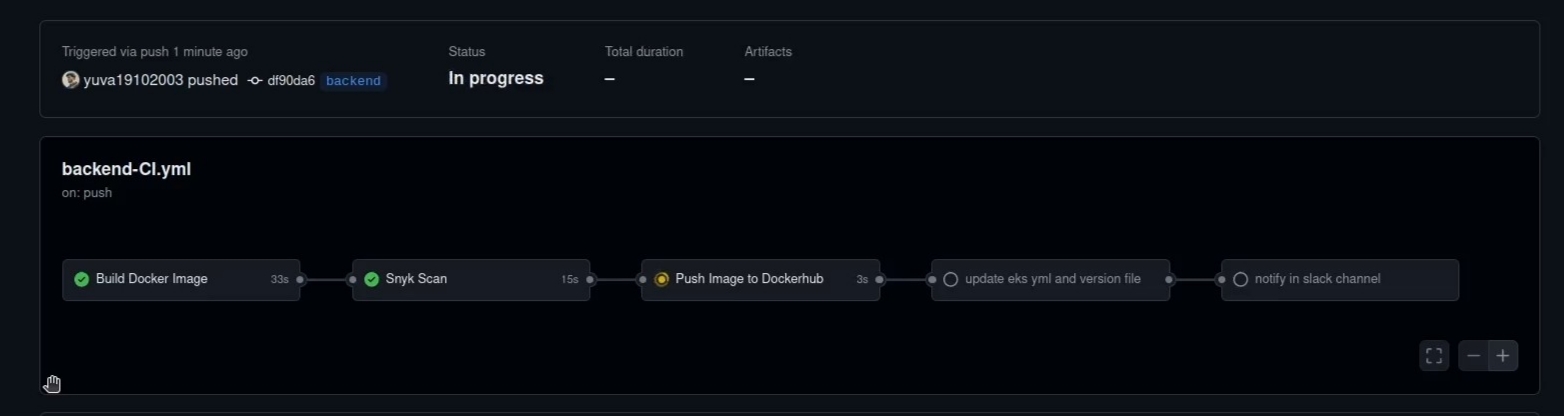 Triggered via push 1 minute ago
yuva19102003 pushed df90da6 backend
Status
In progress
Total duration
–
Artifacts
–
backend-CI.yml
on: push
Build Docker Image 33s
Snyk Scan 15s
Push Image to Dockerhub 3s
update eks yml and version file
notify in slack channel